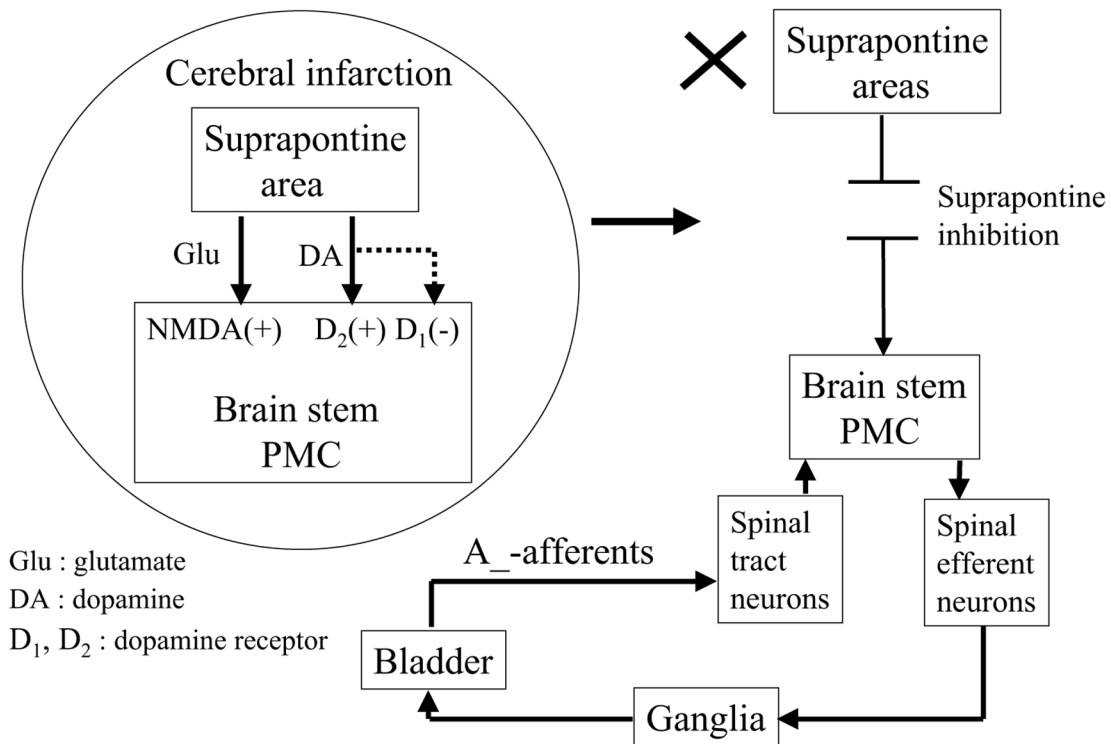 Cerebral infarction
Suprapontine
area
Glu
DA
NMDA(+)
D₂(+)
D₁(-)
Brain stem
PMC
Glu : glutamate
DA : dopamine
D₁, D₂ : dopamine receptor
Suprapontine
areas
Suprapontine
inhibition
Brain stem
PMC
Spinal
tract
neurons
Spinal
efferent
neurons
A_-afferents
Bladder
Ganglia